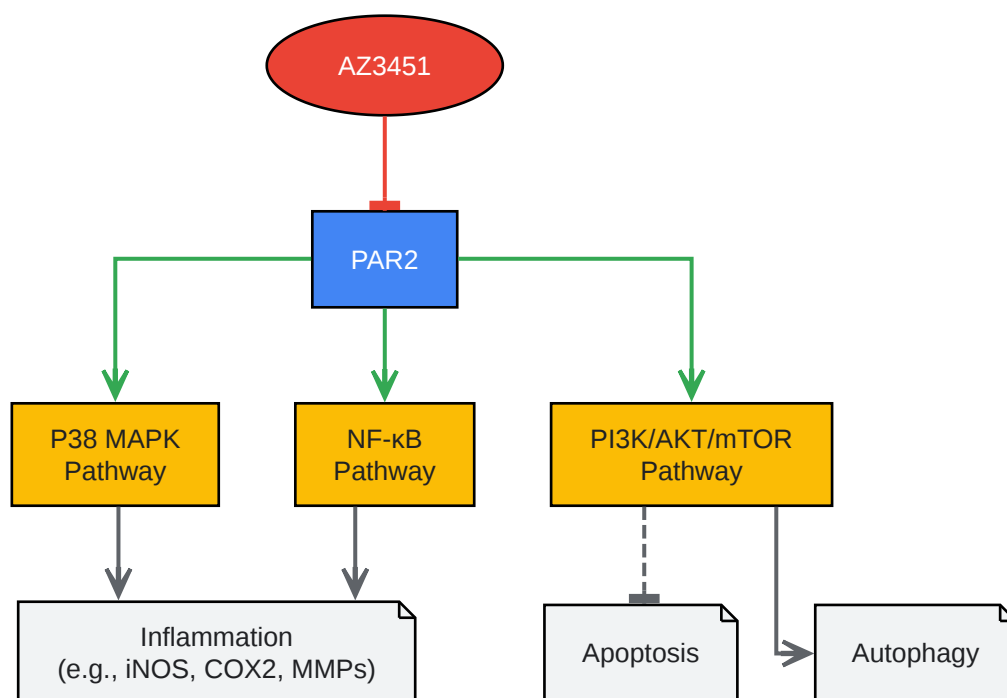 AZ3451
PAR2
P38 MAPK
Pathway
NF-κB
Pathway
PI3K/AKT/mTOR
Pathway
Inflammation
(e.g., iNOS, COX2, MMPs)
Apoptosis
Autophagy